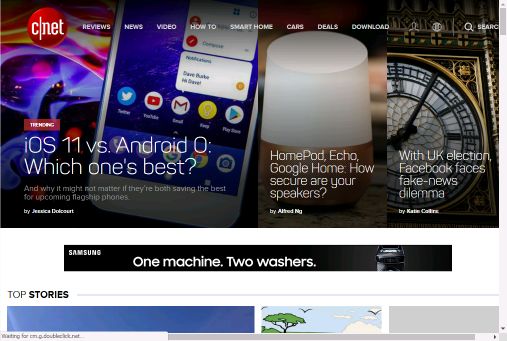 c|net
REVIEWS NEWS VIDEO HOW TO SMART HOME CARS DEALS DOWNLOAD SEARC
Compose
Notifications
Dave Burke
Hi Dave!
Twitter YouTube Gmail Keep Play Store
TRENDING
iOS 11 vs. Android O:
Which one's best?
And why it might not matter if they're both saving the best
for upcoming flagship phones.
by Jessica Dolcourt
HomePod, Echo,
Google Home: How
secure are your
speakers?
by Alfred Ng
With UK election,
Facebook faces
fake-news
dilemma
by Katie Collins
SAMSUNG
One machine. Two washers.
TOP STORIES
Waiting for cm.g.doubleclick.net...